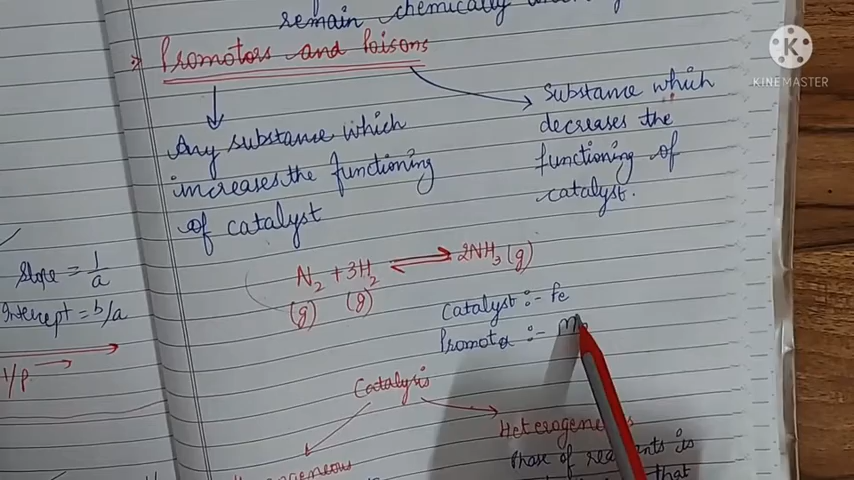 remain chemically
Promotors and Poisons
Any substance which
increases the functioning
of catalyst
Substance which
decreases the
functioning of
catalyst.
N2 + 3H2 ⇌ 2NH3(g)
(g) (g)
Catalyst :- Fe
Promotor :-
Catalysis
Heterogeneous
Phase of reactants is
that
Slope = 1/a
Intercept = b/a
1/P
KINEMASTER